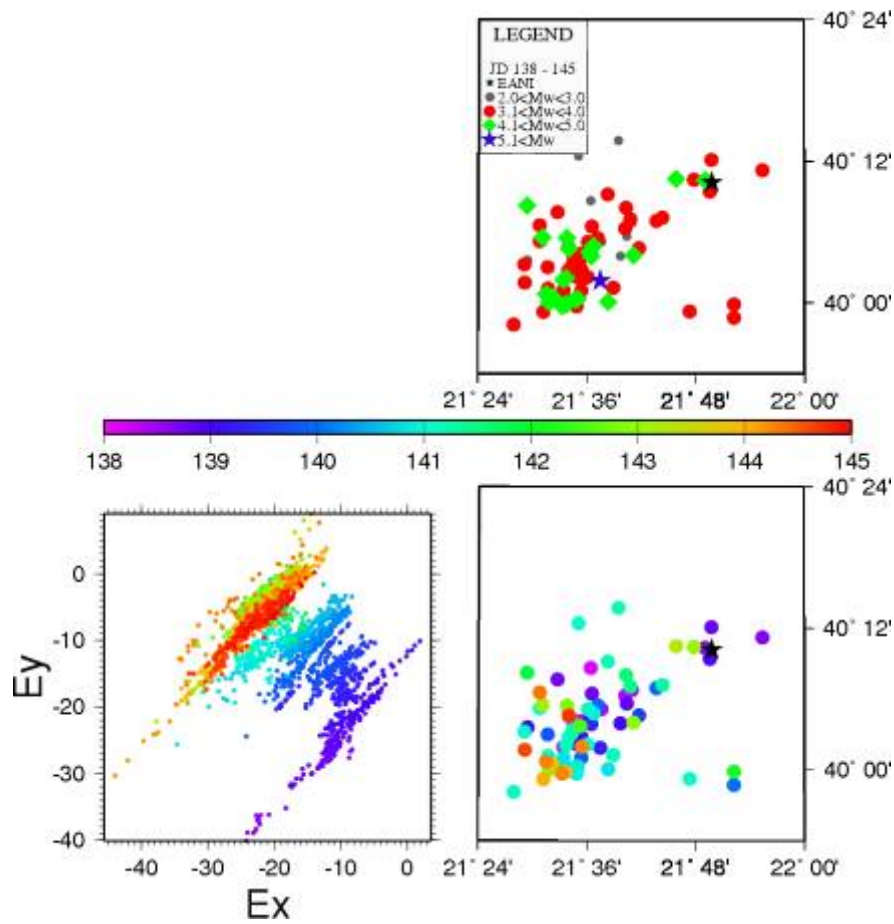 40° 24'
LEGEND
JD 138 - 145
EANI
2.0<Mw<3.0
3.1<Mw<4.0
4.1<Mw<5.0
5.1<Mw
40° 12'
40° 00'
21° 24' 21° 36' 21° 48' 22° 00'
138 139 140 141 142 143 144 145
40° 24'
0
-10
-20
-30
-40
Ey
40° 12'
40° 00'
-40 -30 -20 -10 0
Ex
21° 24' 21° 36' 21° 48' 22° 00'